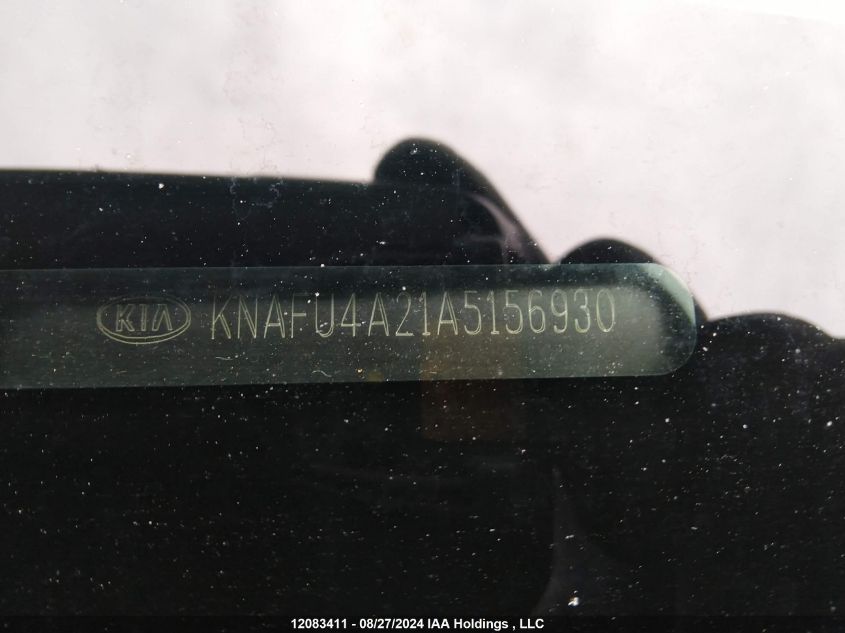 KIA KNAFU4A21A5156930
12083411 - 08/27/2024 IAA Holdings , LLC